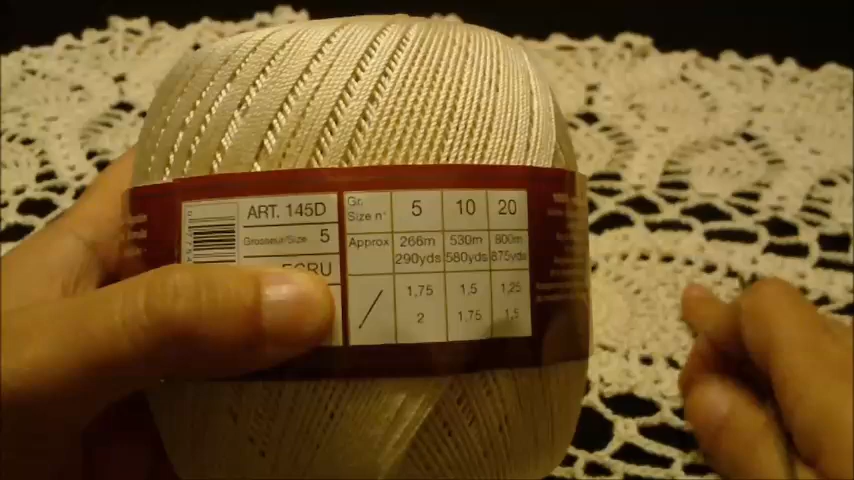 ART. 145D
Grosseur/Size 5
ECRU
Gr.
Size n° 5 10 20
Approx 266m 530m 800m
290yds 580yds 875yds
1,75 1,5 1,25
2 1,75 1,5